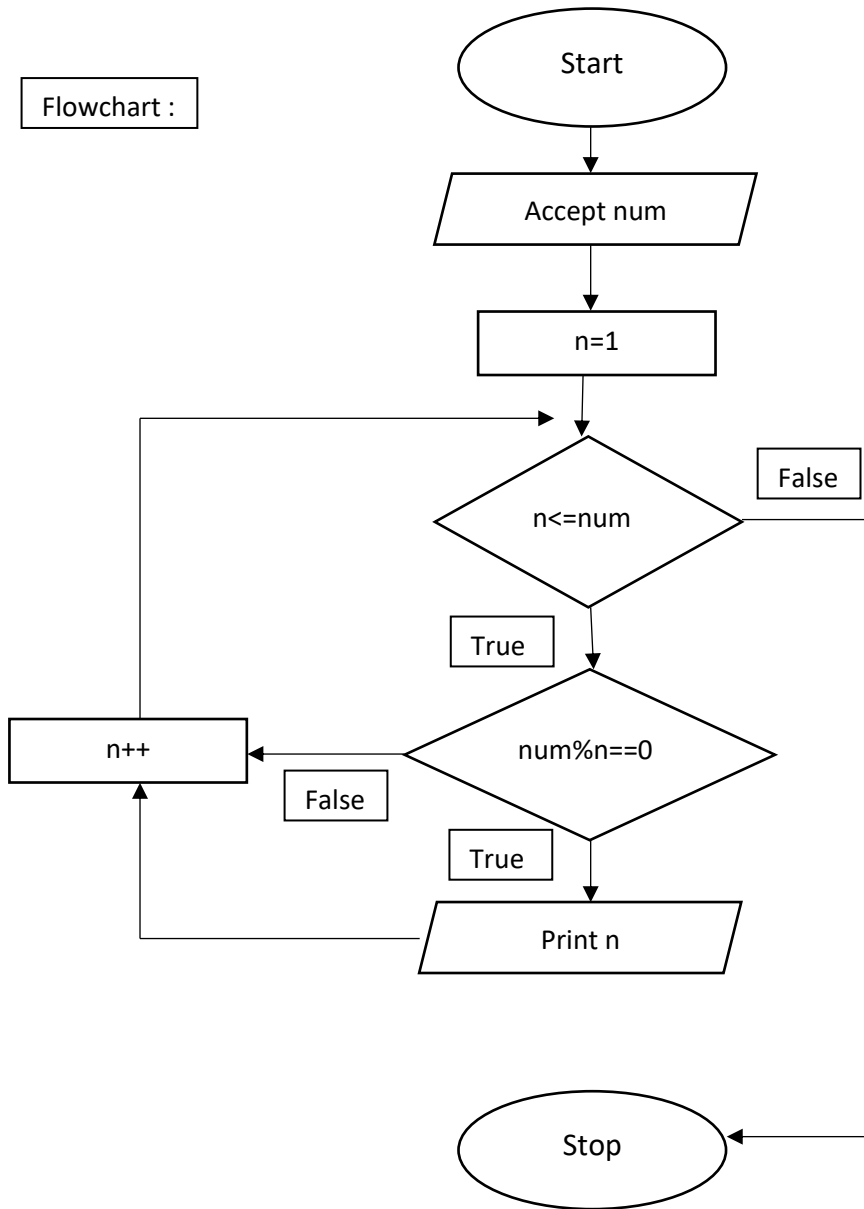 Start
Flowchart :
Accept num
n=1
False
n<=num
True
n++
num%n==0
False
True
Print n
Stop